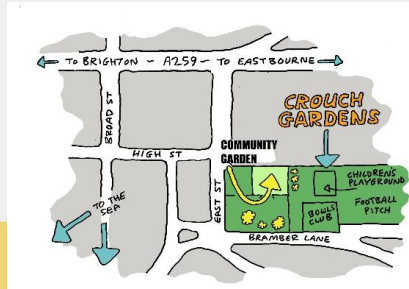 TO BRIGHTON - A259 - TO EASTBOURNE
BROAD ST
CROUCH
GARDENS
HIGH ST
COMMUNITY
GARDEN
EAST ST
CHILDRENS
PLAYGROUND
FOOTBALL
PITCH
BOWLS
CLUB
TO THE
SEA
BRAMBER LANE